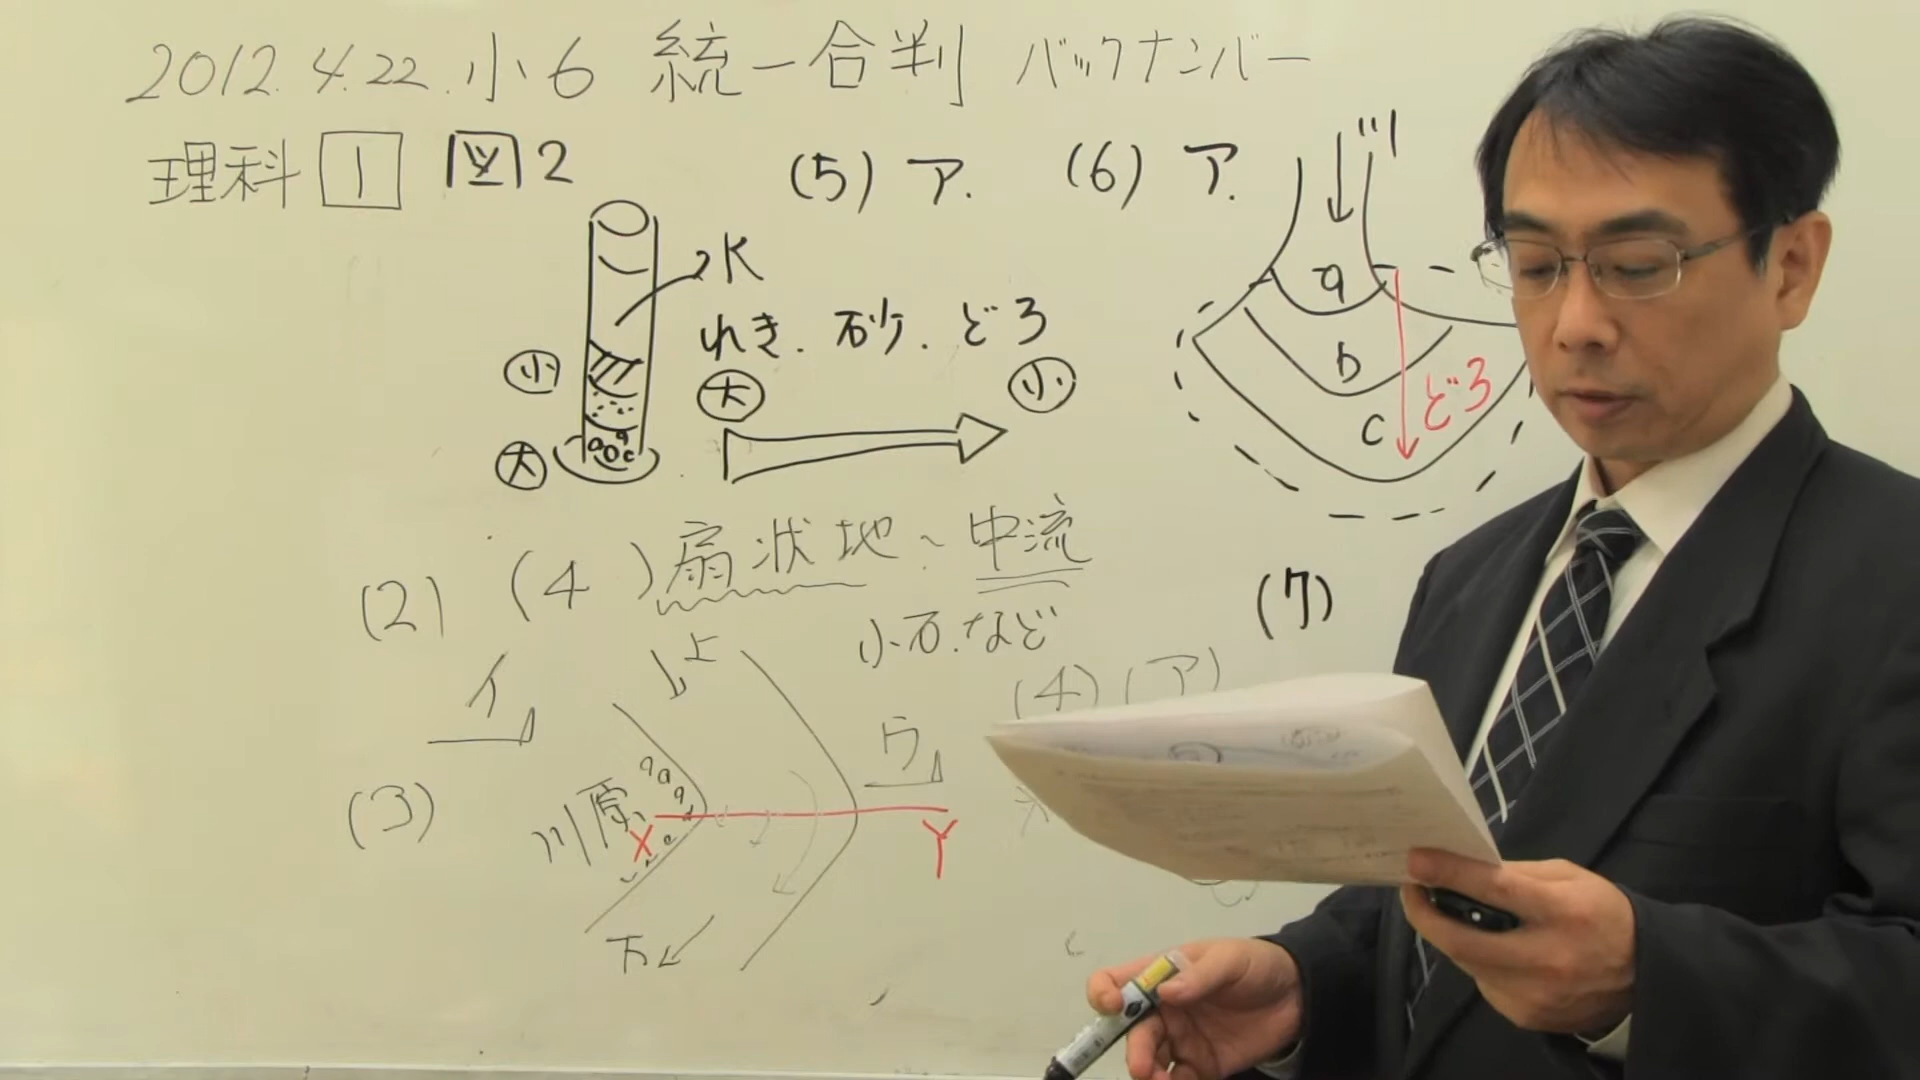 2012.4.22.小6 統一合判 バックナンバー
理科 1 図2
(5) ア.
(6) ア.
水
れき.砂.どろ
小
大
大
小
a
b
c
どろ
(2)
(4)扇状地~中流
小石.など
イ
(7)
(4)(ア)
上
ウ
(3)
川原
X
Y
下